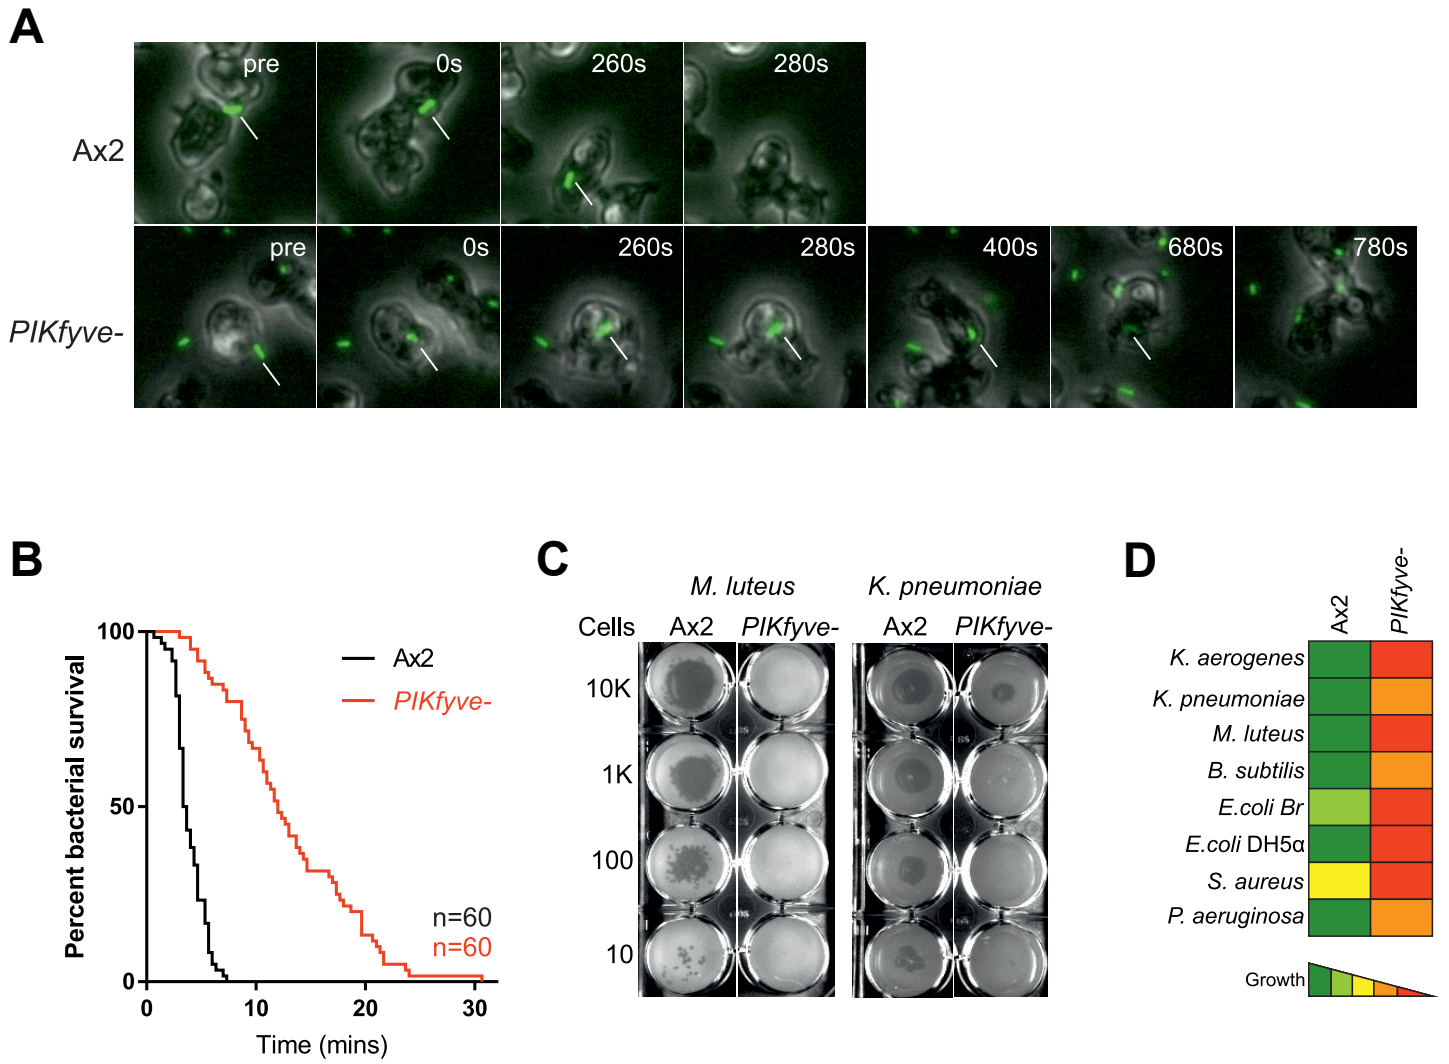 A
pre 0s 260s 280s
Ax2
pre 0s 260s 280s 400s 680s 780s
PIKfyve-
B
Percent bacterial survival
100
50
0
0 10 20 30
Time (mins)
Ax2
PIKfyve-
n=60
n=60
C
M. luteus K. pneumoniae
Cells Ax2 PIKfyve- Ax2 PIKfyve-
10K
1K
100
10
D
Ax2 PIKfyve-
K. aerogenes
K. pneumoniae
M. luteus
B. subtilis
E.coli Br
E.coli DH5α
S. aureus
P. aeruginosa
Growth